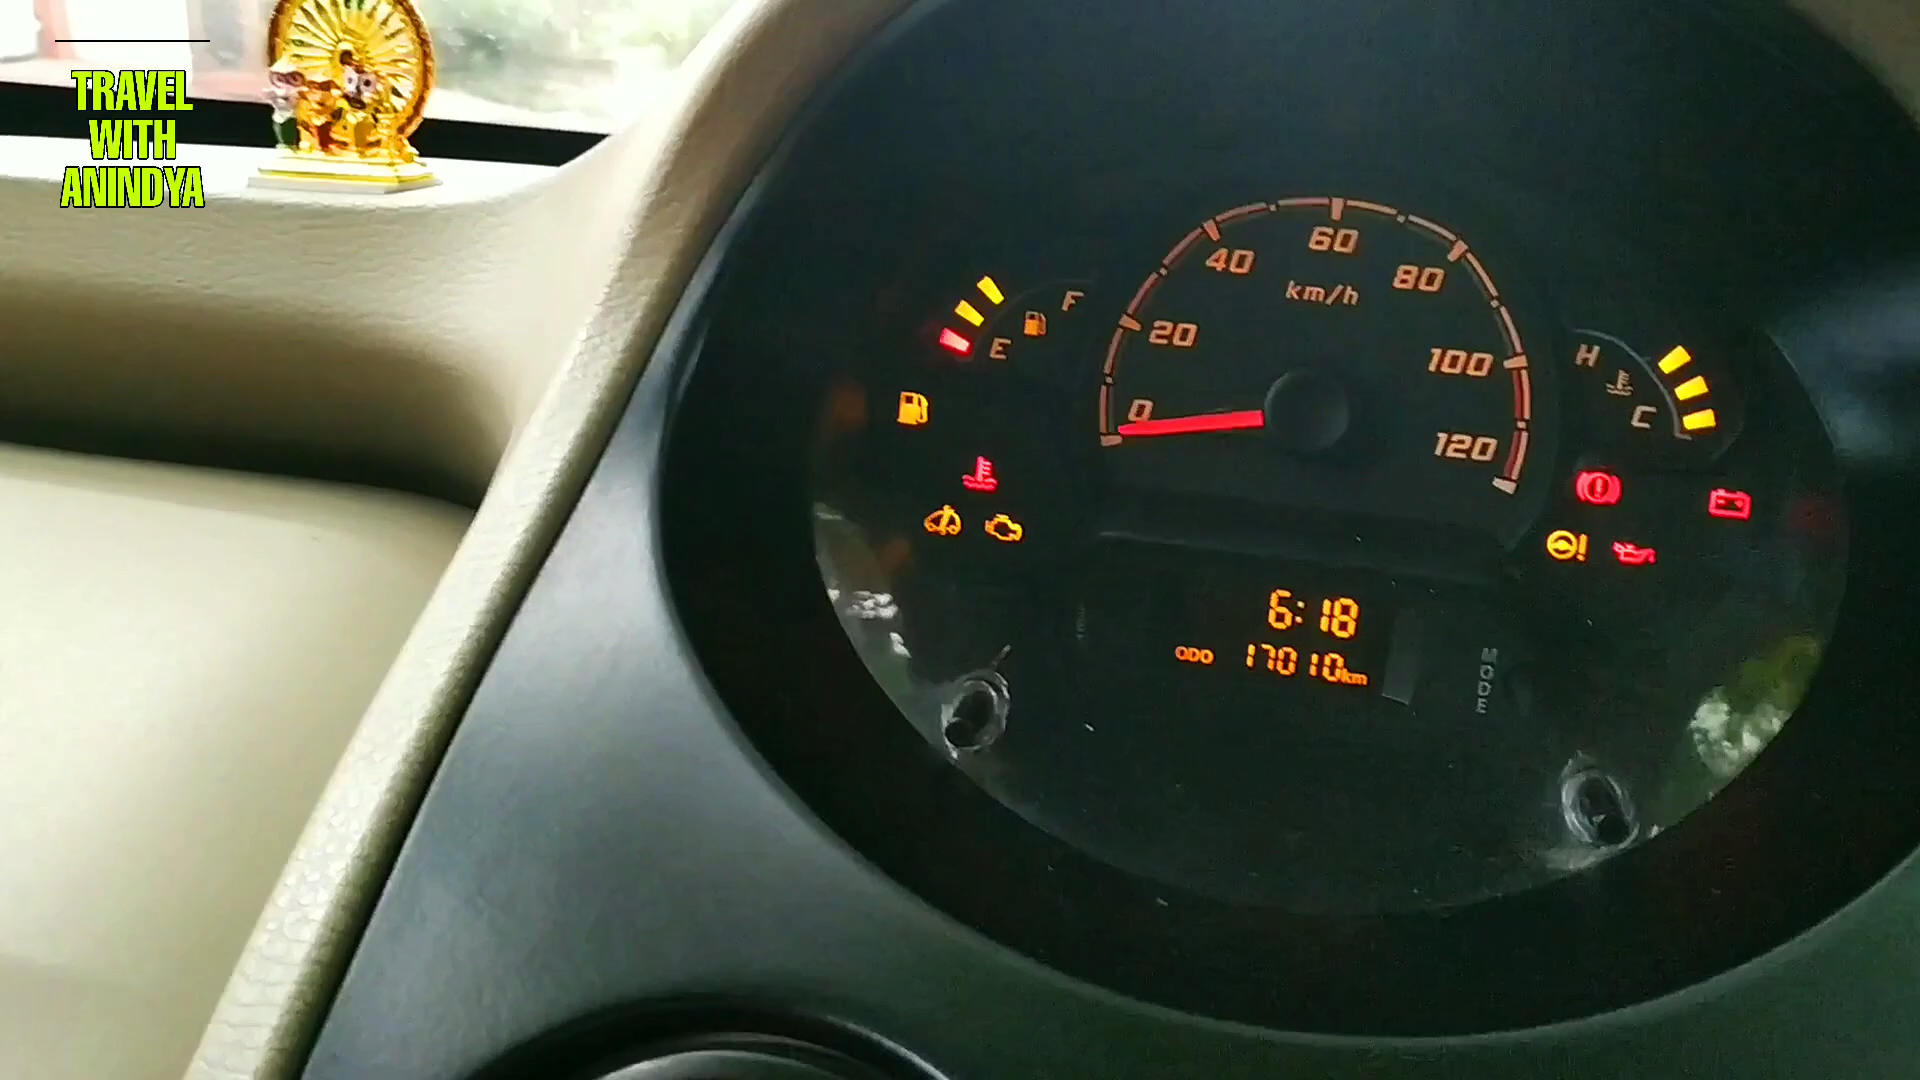 TRAVEL
WITH
ANINDYA
60
40
80
km/h
F
20
E
100
H
0
C
120
6:18
ODO 17010km
MODE